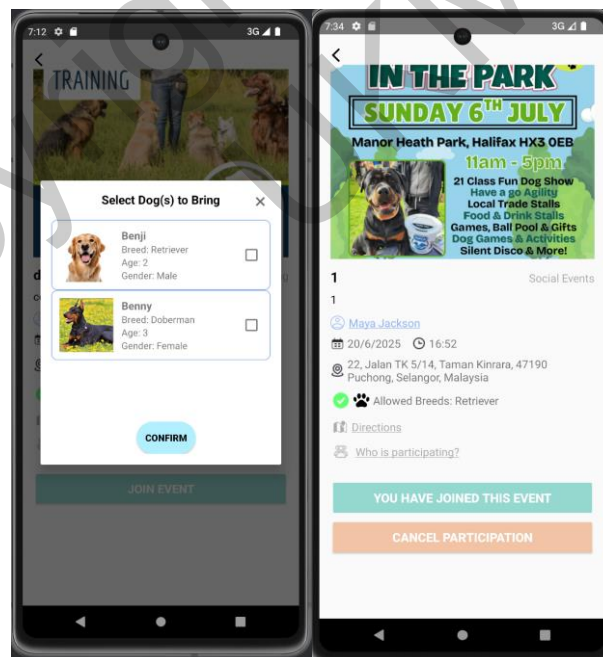 7:12
3G
TRAINING
Select Dog(s) to Bring
×
Benji
Breed: Retriever
Age: 2
Gender: Male
Benny
Breed: Doberman
Age: 3
Gender: Female
CONFIRM
JOIN EVENT
7:34
3G
IN THE PARK
SUNDAY 6TH JULY
Manor Heath Park, Halifax HX3 0EB
11am - 5pm
21 Class Fun Dog Show
Have a go Agility
Local Trade Stalls
Food & Drink Stalls
Games, Ball Pool & Gifts
Dog Games & Activities
Silent Disco & More!
1
Social Events
1
Maya Jackson
20/6/2025 16:52
22, Jalan TK 5/14, Taman Kinrara, 47190
Puchong, Selangor, Malaysia
Allowed Breeds: Retriever
Directions
Who is participating?
YOU HAVE JOINED THIS EVENT
CANCEL PARTICIPATION